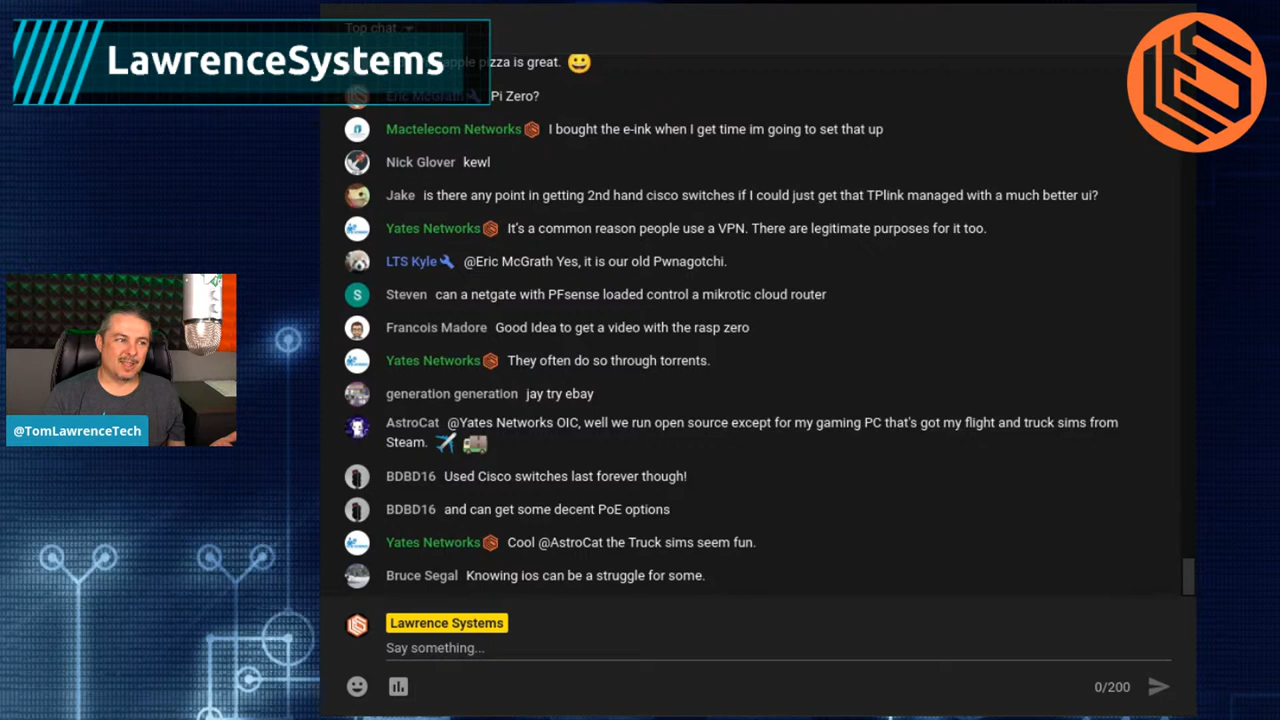 LawrenceSystems
Top chat
apple pizza is great. 😀
Eric McGrath Pi Zero?
Mactelecom Networks I bought the e-ink when I get time im going to set that up
Nick Glover kewl
Jake is there any point in getting 2nd hand cisco switches if I could just get that TPlink managed with a much better ui?
Yates Networks It's a common reason people use a VPN. There are legitimate purposes for it too.
LTS Kyle @Eric McGrath Yes, it is our old Pwnagotchi.
S Steven can a netgate with PFsense loaded control a mikrotic cloud router
Francois Madore Good Idea to get a video with the rasp zero
Yates Networks They often do so through torrents.
generation generation jay try ebay
AstroCat @Yates Networks OIC, well we run open source except for my gaming PC that's got my flight and truck sims from
Steam. ✈️ 🚚
BDBD16 Used Cisco switches last forever though!
BDBD16 and can get some decent PoE options
Yates Networks Cool @AstroCat the Truck sims seem fun.
Bruce Segal Knowing ios can be a struggle for some.
@TomLawrenceTech
Lawrence Systems
Say something...
0/200